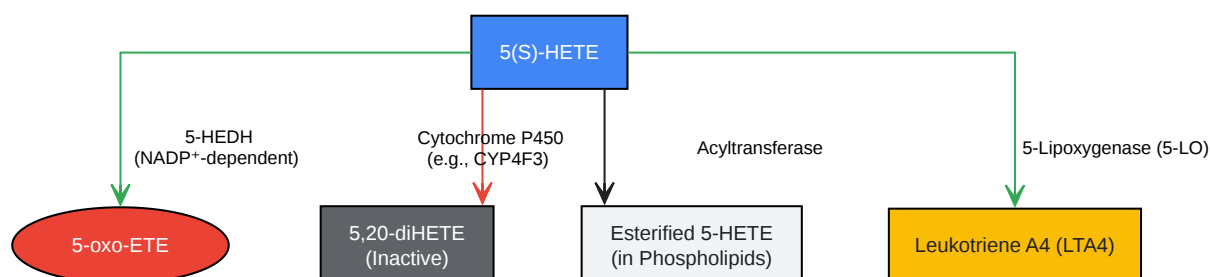 5(S)-HETE
5-HEDH
(NADP⁺-dependent)
Cytochrome P450
(e.g., CYP4F3)
Acyltransferase
5-Lipoxygenase (5-LO)
5-oxo-ETE
5,20-diHETE
(Inactive)
Esterified 5-HETE
(in Phospholipids)
Leukotriene A4 (LTA4)